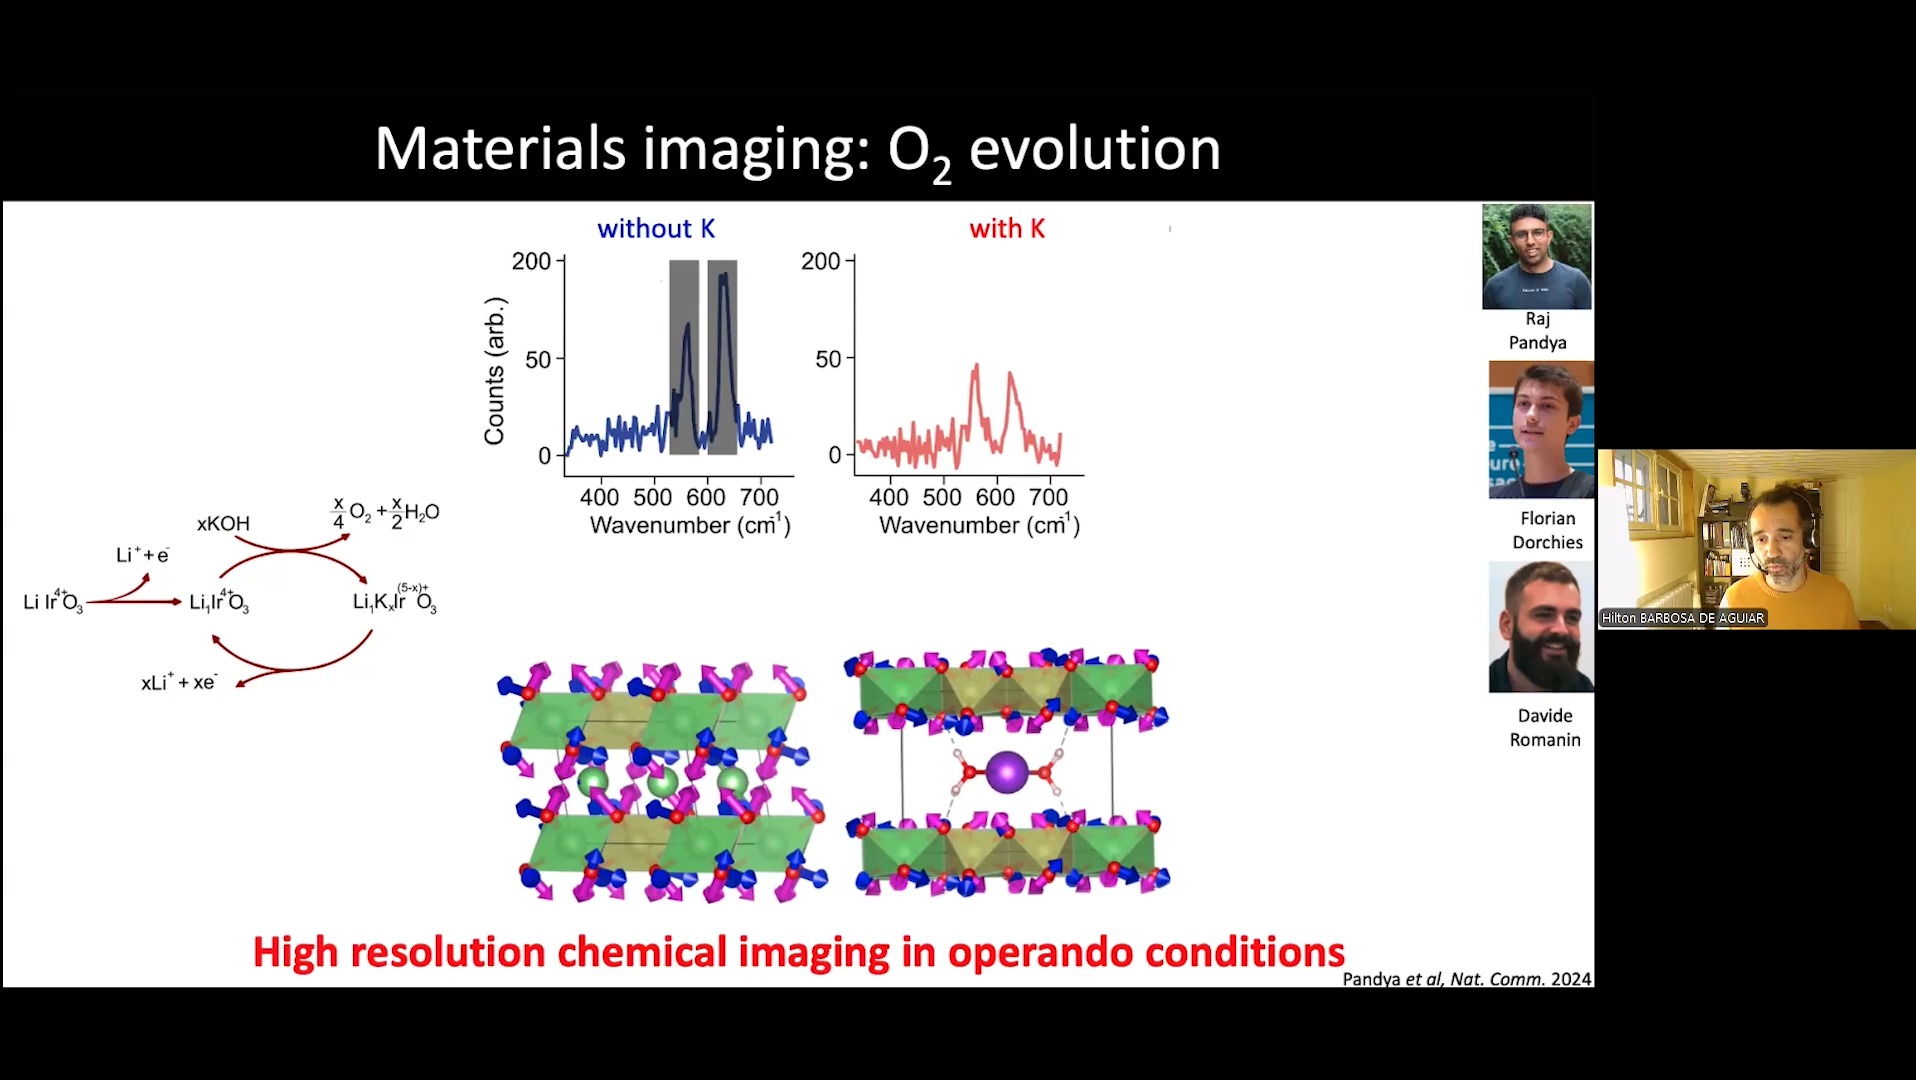 Materials imaging: O₂ evolution
without K
with K
200
50
0
Counts (arb.)
400 500 600 700
Wavenumber (cm⁻¹)
200
50
0
400 500 600 700
Wavenumber (cm⁻¹)
xKOH
x/4 O₂ + x/2 H₂O
Li⁺ + e⁻
Li Ir⁴⁺O₃
Li₁Ir⁴⁺O₃
Li₁KₓIr⁽⁵⁻ˣ⁾⁺O₃
xLi⁺ + xe⁻
Raj
Pandya
Florian
Dorchies
Davide
Romanin
Hilton BARBOSA DE AGUIAR
High resolution chemical imaging in operando conditions
Pandya et al, Nat. Comm. 2024